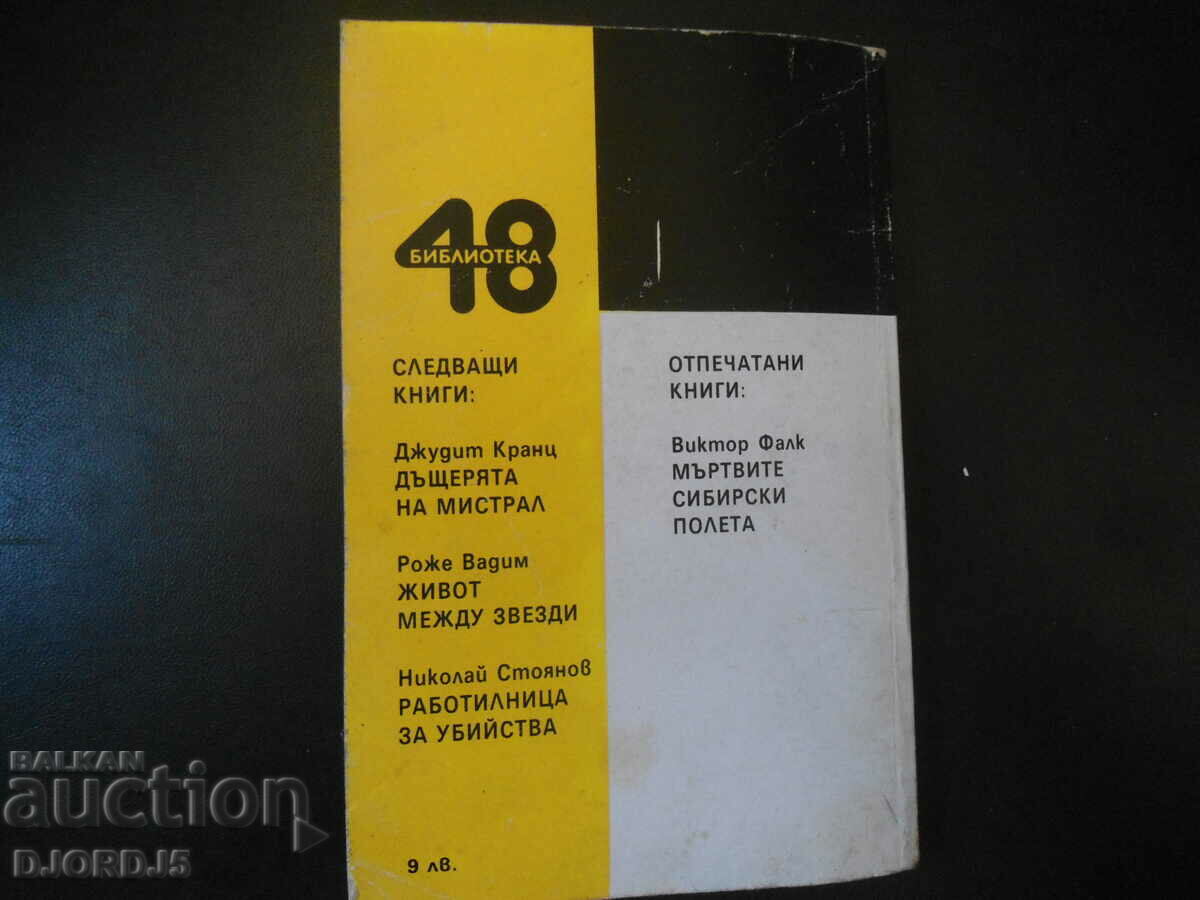 48
БИБЛИОТЕКА
СЛЕДВАЩИ
КНИГИ:
Джудит Кранц
ДЪЩЕРЯТА
НА МИСТРАЛ
Роже Вадим
ЖИВОТ
МЕЖДУ ЗВЕЗДИ
Николай Стоянов
РАБОТИЛНИЦА
ЗА УБИЙСТВА
9 лв.
ОТПЕЧАТАНИ
КНИГИ:
Виктор Фалк
МЪРТВИТЕ
СИБИРСКИ
ПОЛЕТА
BALKAN
auction
DJORD_J5